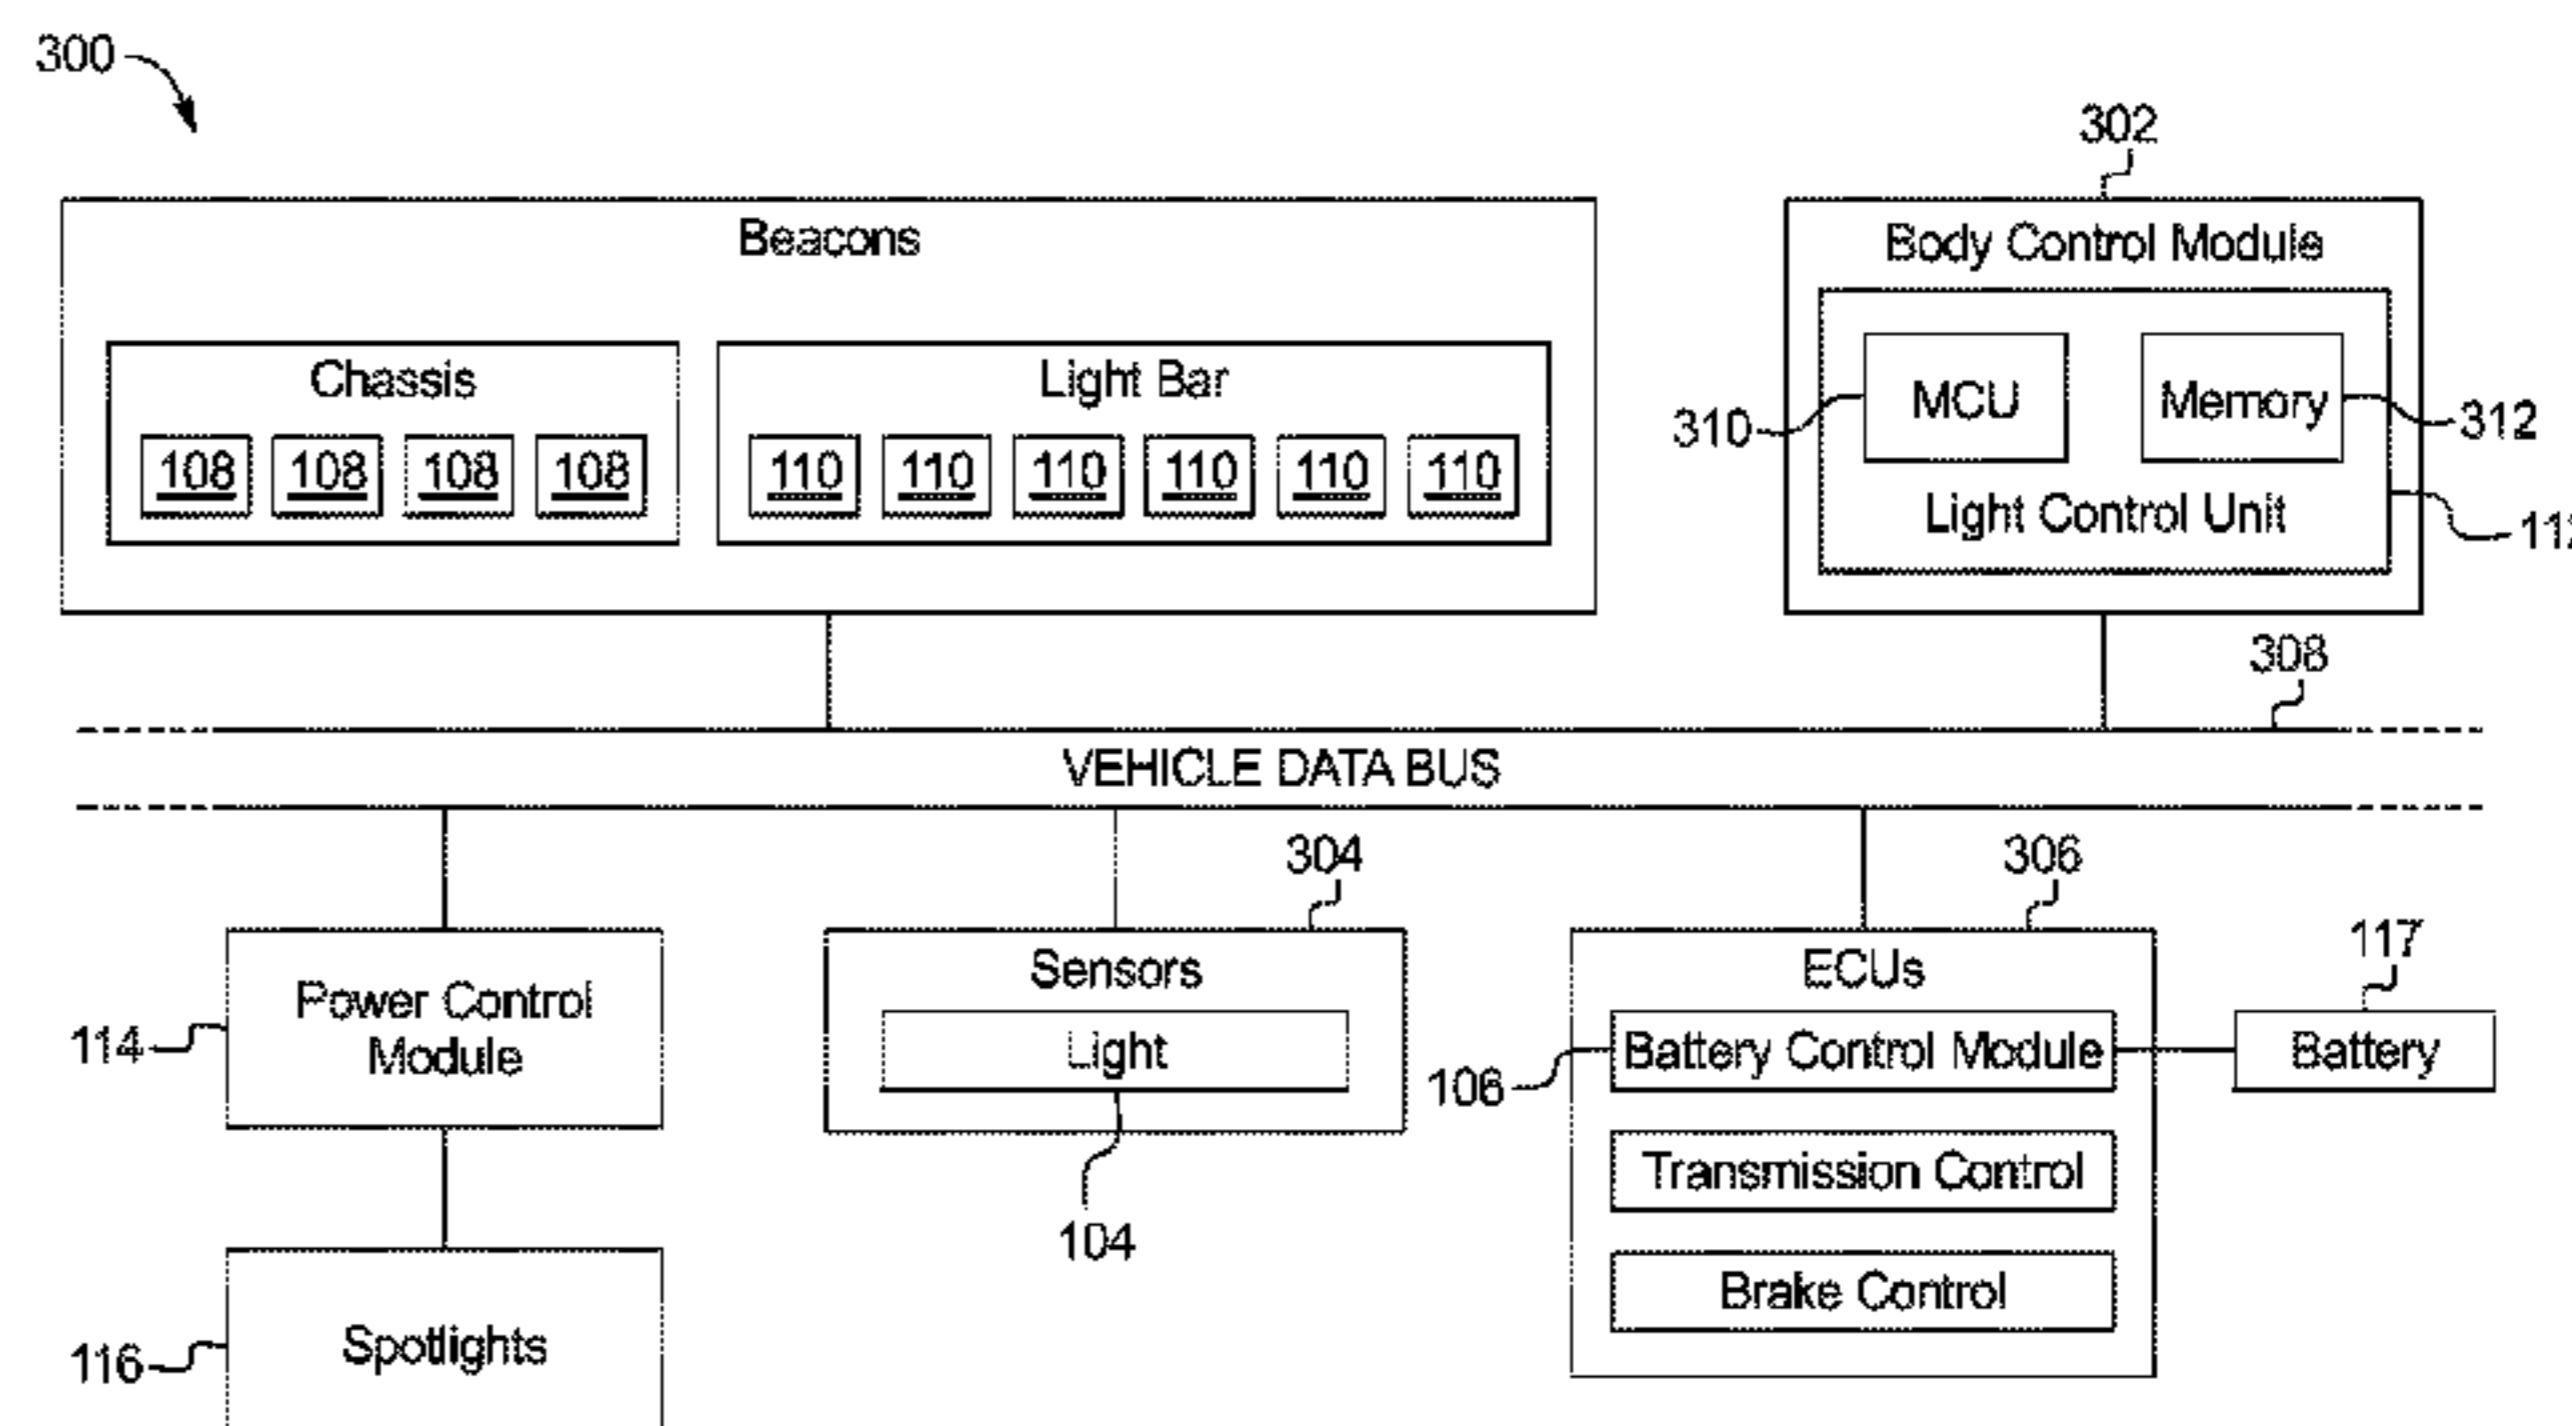 300
302
Beacons
Body Control Module
Chassis
Light Bar
MCU
Memory
310
312
108 108 108 108
110 110 110 110 110 110
Light Control Unit
308
VEHICLE DATA BUS
304
306
117
Sensors
ECUs
Power Control
Module
114
Light
Battery Control Module
Battery
106
Transmission Control
104
Brake Control
Spotlights
116